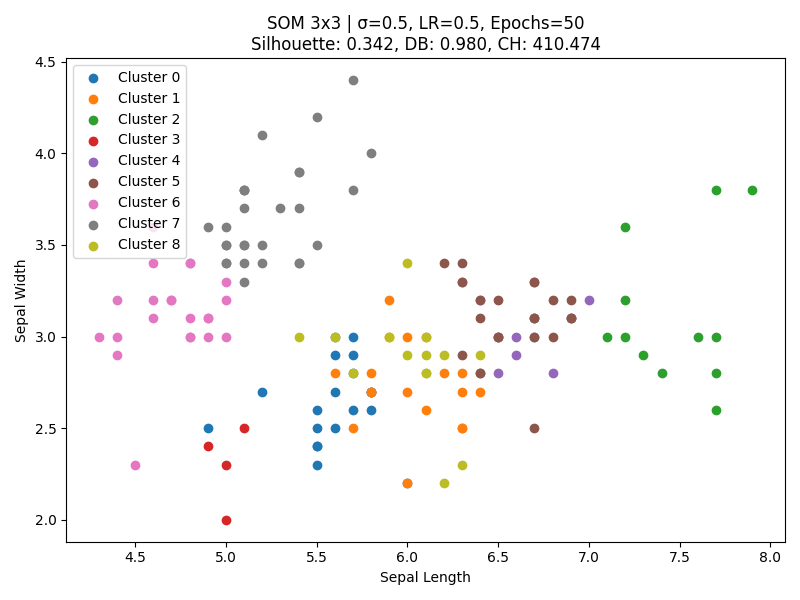 SOM 3x3 | σ=0.5, LR=0.5, Epochs=50
Silhouette: 0.342, DB: 0.980, CH: 410.474
Cluster 0
Cluster 1
Cluster 2
Cluster 3
Cluster 4
Cluster 5
Cluster 6
Cluster 7
Cluster 8
4.5
4.0
3.5
3.0
2.5
2.0
Sepal Width
4.5 5.0 5.5 6.0 6.5 7.0 7.5 8.0
Sepal Length